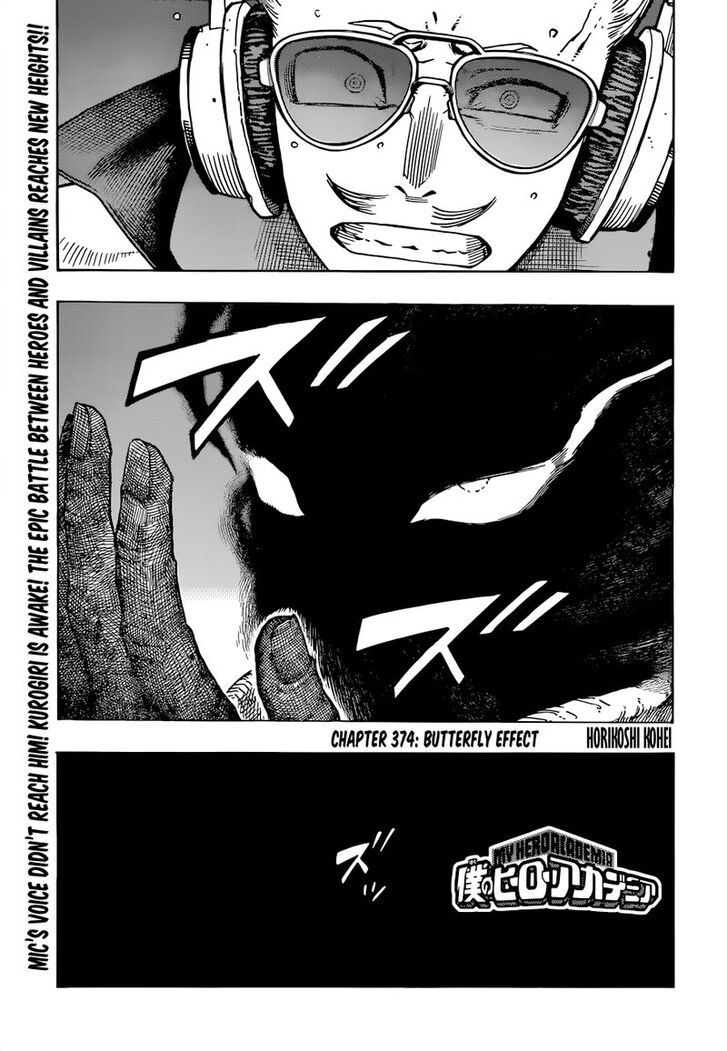 MIC'S VOICE DIDN'T REACH HIM! KUROGIRI IS AWAKE! THE EPIC BATTLE BETWEEN HEROES AND VILLAINS REACHES NEW HEIGHTS!!
ズ
ズ
CHAPTER 374: BUTTERFLY EFFECT
HORIKOSHI KOHEI
ズ
MY HERO ACADEMIA
僕のヒーローアカデミア